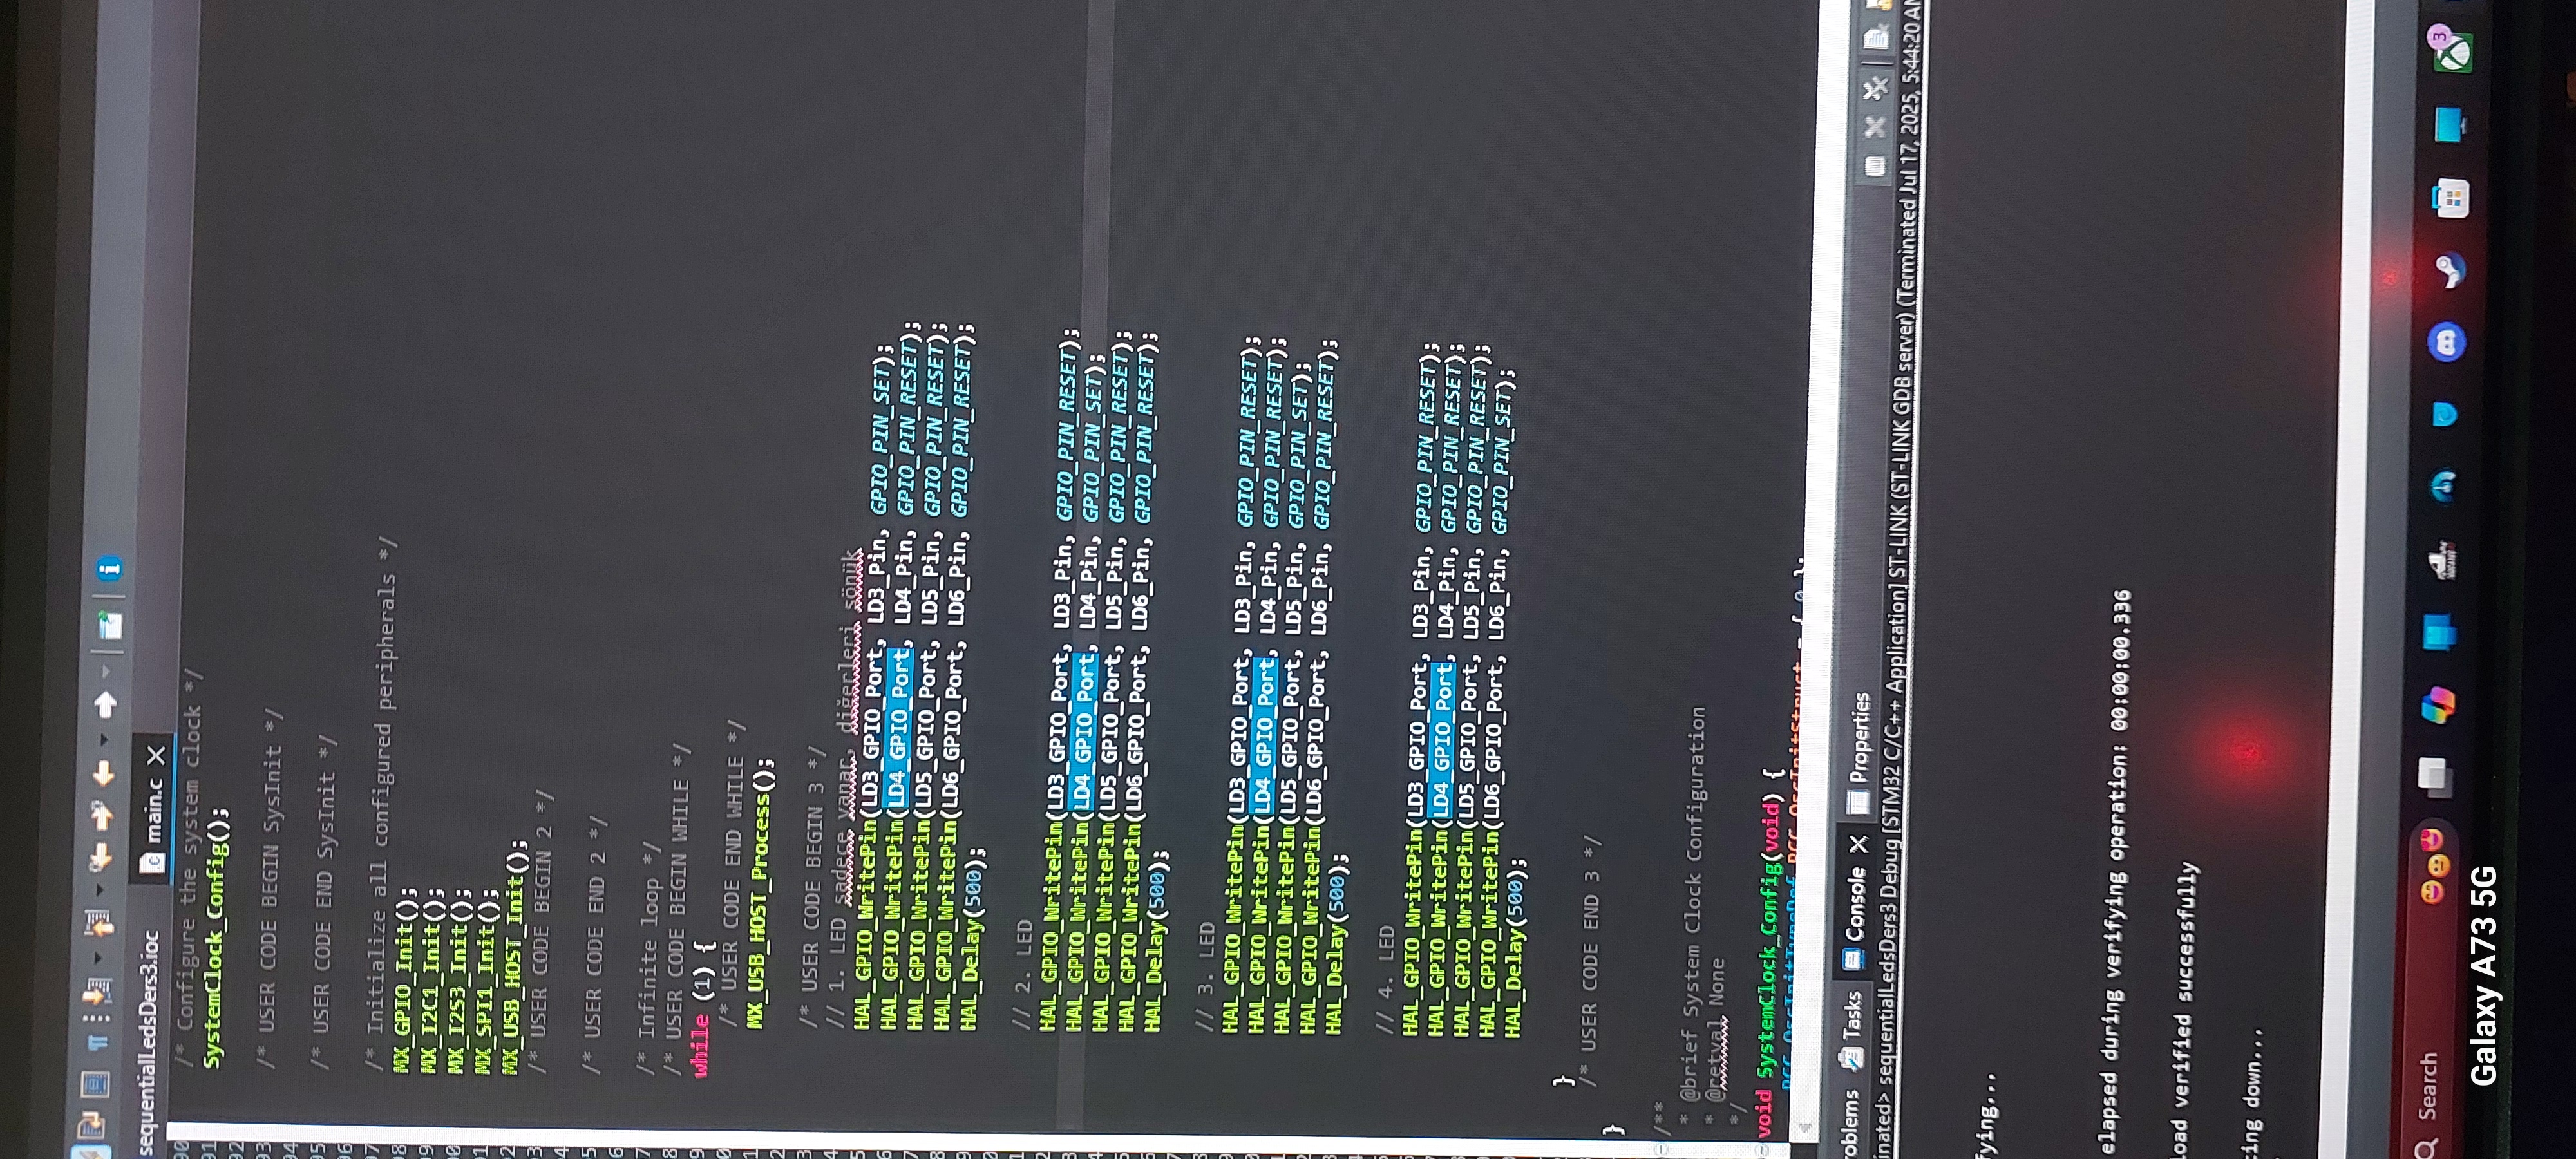 sequentialLedsDers3.ioc
main.c
/* Configure the system clock */
SystemClock_Config();
/* USER CODE BEGIN SysInit */
/* USER CODE END SysInit */
/* Initialize all configured peripherals */
MX_GPIO_Init();
MX_I2C1_Init();
MX_I2S3_Init();
MX_SPI1_Init();
MX_USB_HOST_Init();
/* USER CODE BEGIN 2 */
/* USER CODE END 2 */
/* Infinite loop */
/* USER CODE BEGIN WHILE */
while (1) {
/* USER CODE END WHILE */
MX_USB_HOST_Process();
/* USER CODE BEGIN 3 */
// 1. LED sadece yanar, diğerleri sönük
HAL_GPIO_WritePin(LD3_GPIO_Port, LD3_Pin, GPIO_PIN_SET);
HAL_GPIO_WritePin(LD4_GPIO_Port, LD4_Pin, GPIO_PIN_RESET);
HAL_GPIO_WritePin(LD5_GPIO_Port, LD5_Pin, GPIO_PIN_RESET);
HAL_GPIO_WritePin(LD6_GPIO_Port, LD6_Pin, GPIO_PIN_RESET);
HAL_Delay(500);
// 2. LED
HAL_GPIO_WritePin(LD3_GPIO_Port, LD3_Pin, GPIO_PIN_RESET);
HAL_GPIO_WritePin(LD4_GPIO_Port, LD4_Pin, GPIO_PIN_SET);
HAL_GPIO_WritePin(LD5_GPIO_Port, LD5_Pin, GPIO_PIN_RESET);
HAL_GPIO_WritePin(LD6_GPIO_Port, LD6_Pin, GPIO_PIN_RESET);
HAL_Delay(500);
// 3. LED
HAL_GPIO_WritePin(LD3_GPIO_Port, LD3_Pin, GPIO_PIN_RESET);
HAL_GPIO_WritePin(LD4_GPIO_Port, LD4_Pin, GPIO_PIN_RESET);
HAL_GPIO_WritePin(LD5_GPIO_Port, LD5_Pin, GPIO_PIN_SET);
HAL_GPIO_WritePin(LD6_GPIO_Port, LD6_Pin, GPIO_PIN_RESET);
HAL_Delay(500);
// 4. LED
HAL_GPIO_WritePin(LD3_GPIO_Port, LD3_Pin, GPIO_PIN_RESET);
HAL_GPIO_WritePin(LD4_GPIO_Port, LD4_Pin, GPIO_PIN_RESET);
HAL_GPIO_WritePin(LD5_GPIO_Port, LD5_Pin, GPIO_PIN_RESET);
HAL_GPIO_WritePin(LD6_GPIO_Port, LD6_Pin, GPIO_PIN_SET);
HAL_Delay(500);
}
/* USER CODE END 3 */
}
/**
* @brief System Clock Configuration
* @retval None
*/
void SystemClock_Config(void) {
roblems Tasks Console Properties
inated> sequentialLedsDers3 Debug [STM32 C/C++ Application] ST-LINK (ST-LINK GDB server) (Terminated Jul 17, 2025, 5:44:20 AM
fying...
elapsed during verifying operation: 00:00:00.336
load verified successfully
ting down...
Search
3
Galaxy A73 5G